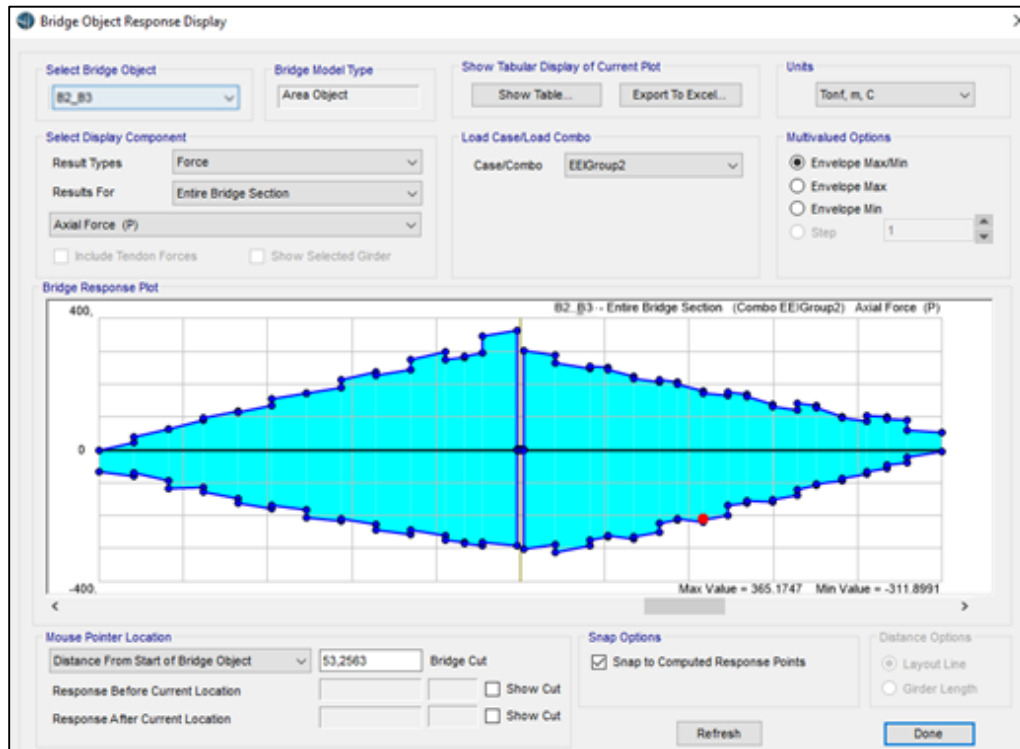 Bridge Object Response Display
Select Bridge Object
B2_B3
Bridge Model Type
Area Object
Show Tabular Display of Current Plot
Show Table...
Export To Excel...
Units
Tonf, m, C
Select Display Component
Result Types
Force
Results For
Entire Bridge Section
Axial Force (P)
Include Tendon Forces
Show Selected Girder
Load Case/Load Combo
Case/Combo
EEIGroup2
Multivalued Options
Envelope Max/Min
Envelope Max
Envelope Min
Step
1
Bridge Response Plot
400,
B2_B3 -- Entire Bridge Section (Combo EEIGroup2) Axial Force (P)
0
-400,
Max Value = 365.1747 Min Value = -311.8991
Mouse Pointer Location
Distance From Start of Bridge Object
53,2563
Bridge Cut
Response Before Current Location
Show Cut
Response After Current Location
Show Cut
Snap Options
Snap to Computed Response Points
Distance Options
Layout Line
Girder Length
Refresh
Done